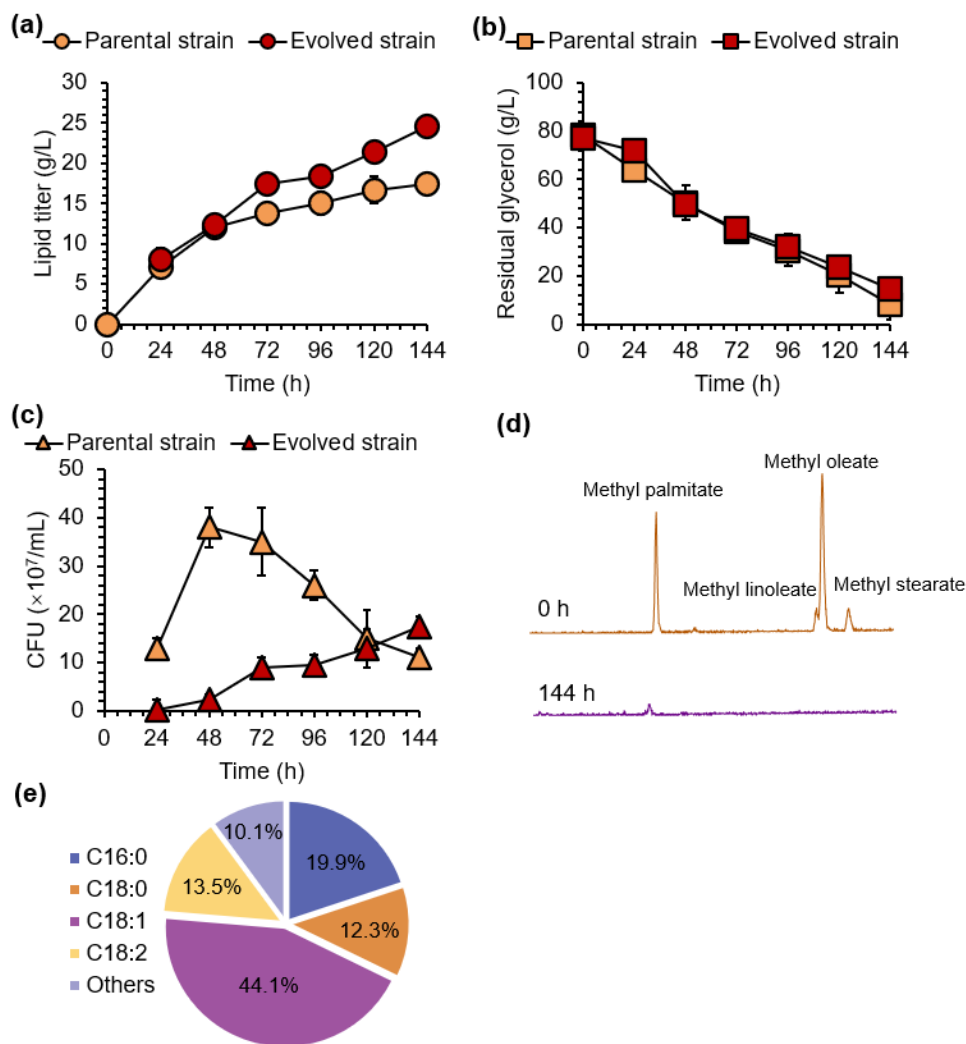 (a)
Parental strain Evolved strain
Lipid titer (g/L)
30
25
20
15
10
5
0
0 24 48 72 96 120 144
Time (h)
(b)
Parental strain Evolved strain
Residual glycerol (g/L)
100
80
60
40
20
0
0 24 48 72 96 120 144
Time (h)
(c)
Parental strain Evolved strain
CFU (×10⁷/mL)
50
40
30
20
10
0
0 24 48 72 96 120 144
Time (h)
(d)
Methyl oleate
Methyl palmitate
Methyl linoleate Methyl stearate
0 h
144 h
(e)
C16:0
C18:0
C18:1
C18:2
Others
10.1%
19.9%
13.5%
12.3%
44.1%